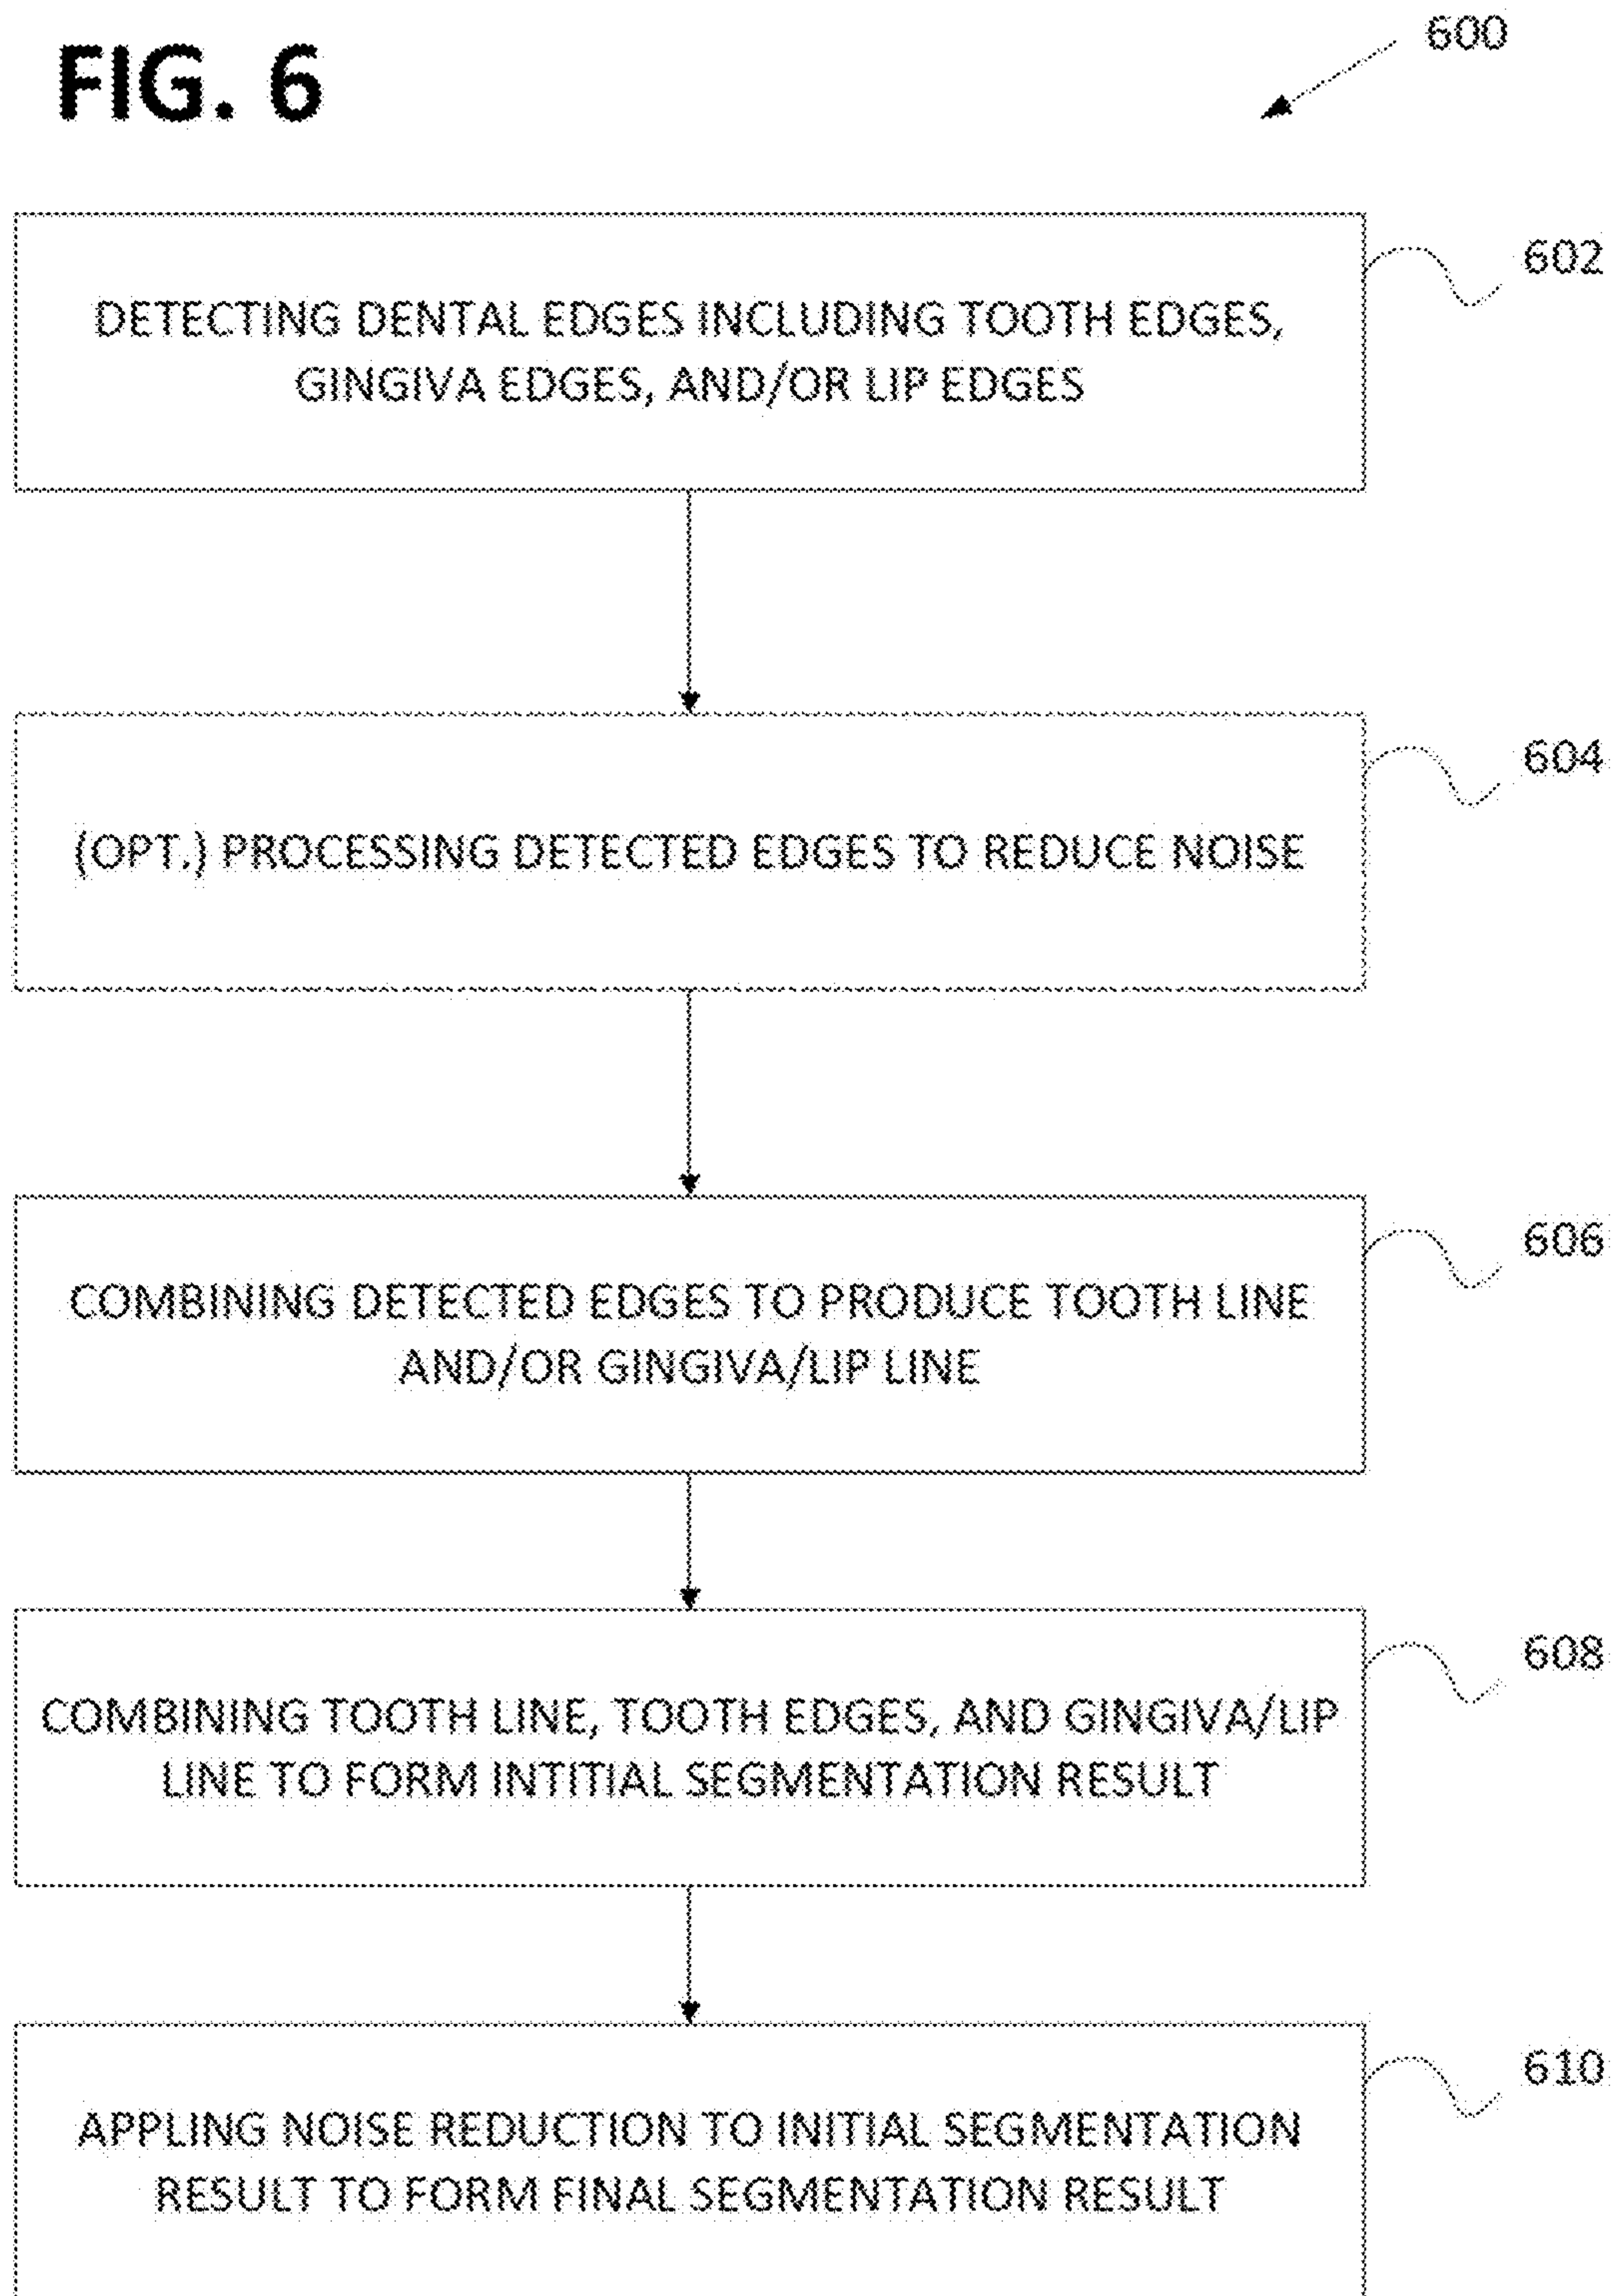 FIG. 6
600
602
DETECTING DENTAL EDGES INCLUDING TOOTH EDGES,
GINGIVA EDGES, AND/OR LIP EDGES
604
(OPT.) PROCESSING DETECTED EDGES TO REDUCE NOISE
606
COMBINING DETECTED EDGES TO PRODUCE TOOTH LINE
AND/OR GINGIVA/LIP LINE
608
COMBINING TOOTH LINE, TOOTH EDGES, AND GINGIVA/LIP
LINE TO FORM INTITIAL SEGMENTATION RESULT
610
APPLING NOISE REDUCTION TO INITIAL SEGMENTATION
RESULT TO FORM FINAL SEGMENTATION RESULT